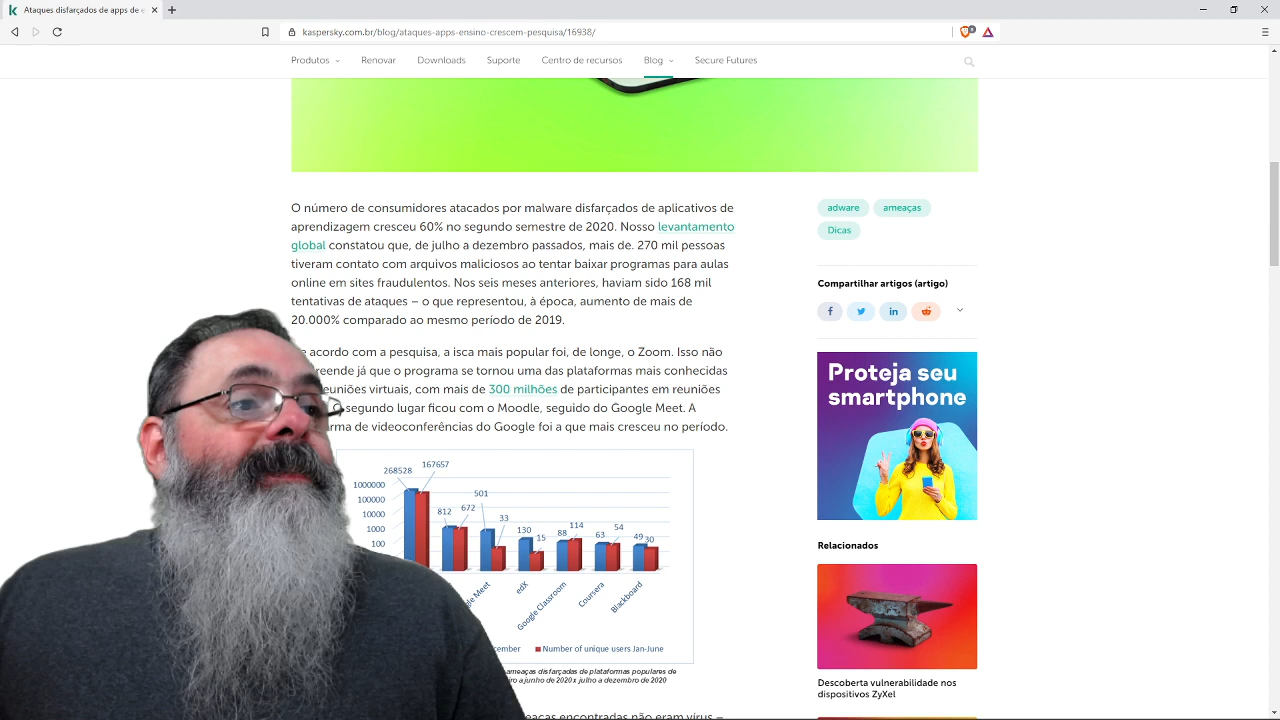 Ataques disfarçados de apps de e
kaspersky.com.br/blog/ataques-apps-ensino-crescem-pesquisa/16938/
Produtos Renovar Downloads Suporte Centro de recursos Blog Secure Futures
O número de consumidores atacados por malware disfarçados de aplicativos de
aprendizagem cresceu 60% no segundo semestre de 2020. Nosso levantamento
global constatou que, de julho a dezembro passados, mais de. 270 mil pessoas
tiveram contato com arquivos maliciosos ao tentar baixar programas para aulas
online em sites fraudulentos. Nos seis meses anteriores, haviam sido 168 mil
tentativas de ataques – o que representou, à época, aumento de mais de
20.000% comparado ao mesmo período de 2019.
acordo com a pesquisa, a isca mais popular foi, de longe, o Zoom. Isso não
já que o programa se tornou uma das plataformas mais conhecidas
reuniões virtuais, com mais de 300 milhões de participantes em reuniões
O segundo lugar ficou com o Moodle, seguido do Google Meet. A
de videoconferências do Google foi a que mais cresceu no período.
268528
167657
1000000
100000
10000
1000
100
812
672
501
33
130
15
88
114
63
54
49
30
Meet
edX
Google Classroom
Coursera
Blackboard
Number of unique users Jan-June
ameaças disfarçadas de plataformas populares de
a junho de 2020 x julho a dezembro de 2020
encontradas não eram vírus –
adware ameaças
Dicas
Compartilhar artigos (artigo)
Proteja seu
smartphone
Relacionados
Descoberta vulnerabilidade nos
dispositivos ZyXel